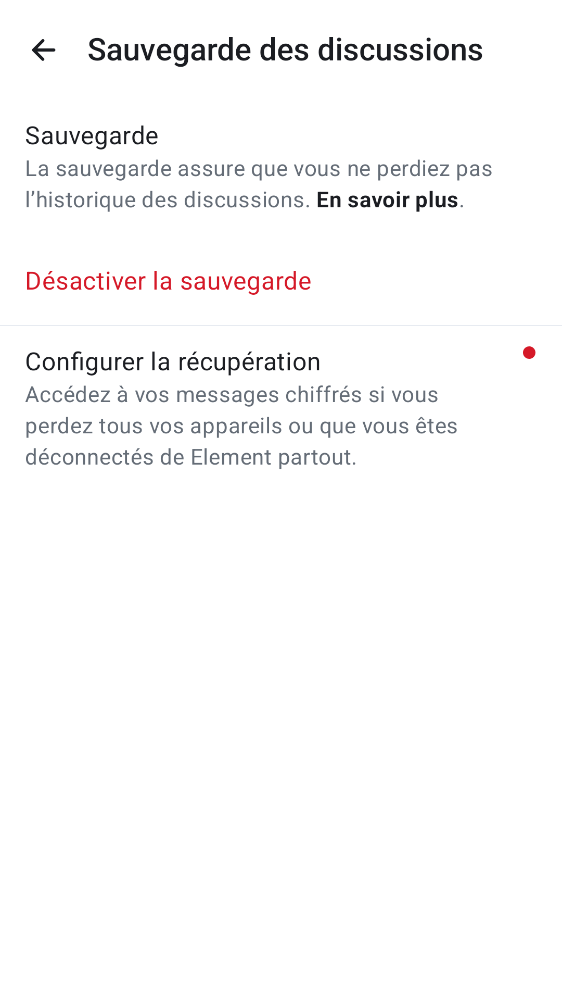 Sauvegarde des discussions
Sauvegarde
La sauvegarde assure que vous ne perdiez pas
l’historique des discussions. En savoir plus.
Désactiver la sauvegarde
Configurer la récupération
Accédez à vos messages chiffrés si vous
perdez tous vos appareils ou que vous êtes
déconnectés de Element partout.